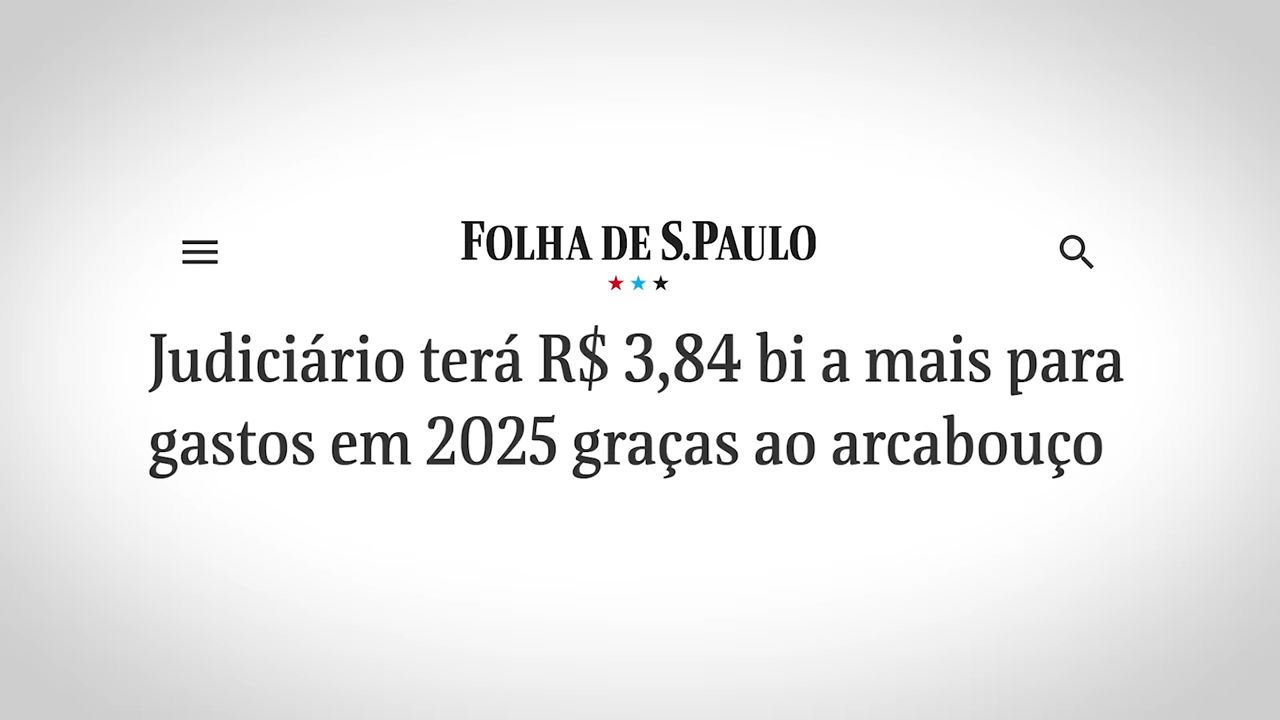 FOLHA DE S.PAULO
Judiciário terá R$ 3,84 bi a mais para
gastos em 2025 graças ao arcabouço